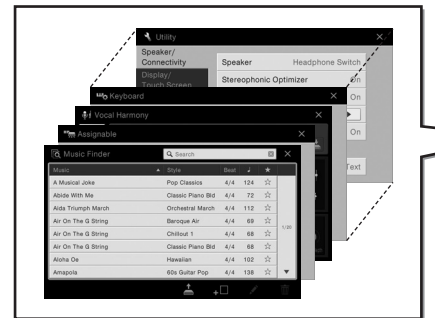 Utility
Speaker/
Connectivity
Speaker Headphone Switch
Display/
Touch Screen
Stereophonic Optimizer On
Keyboard
On
Vocal Harmony
Assignable
On
Text
Music Finder Search
Music Style Beat
A Musical Joke Pop Classics 4/4 124
Abide With Me Classic Piano Bld 4/4 72
Aida Triumph March Orchestral March 4/4 112
Air On The G String Baroque Air 4/4 69
Air On The G String Chillout 1 4/4 68
1/20
Air On The G String Classic Piano Bld 4/4 68
Aloha Oe Hawaiian 4/4 102
Amapola 60s Guitar Pop 4/4 138